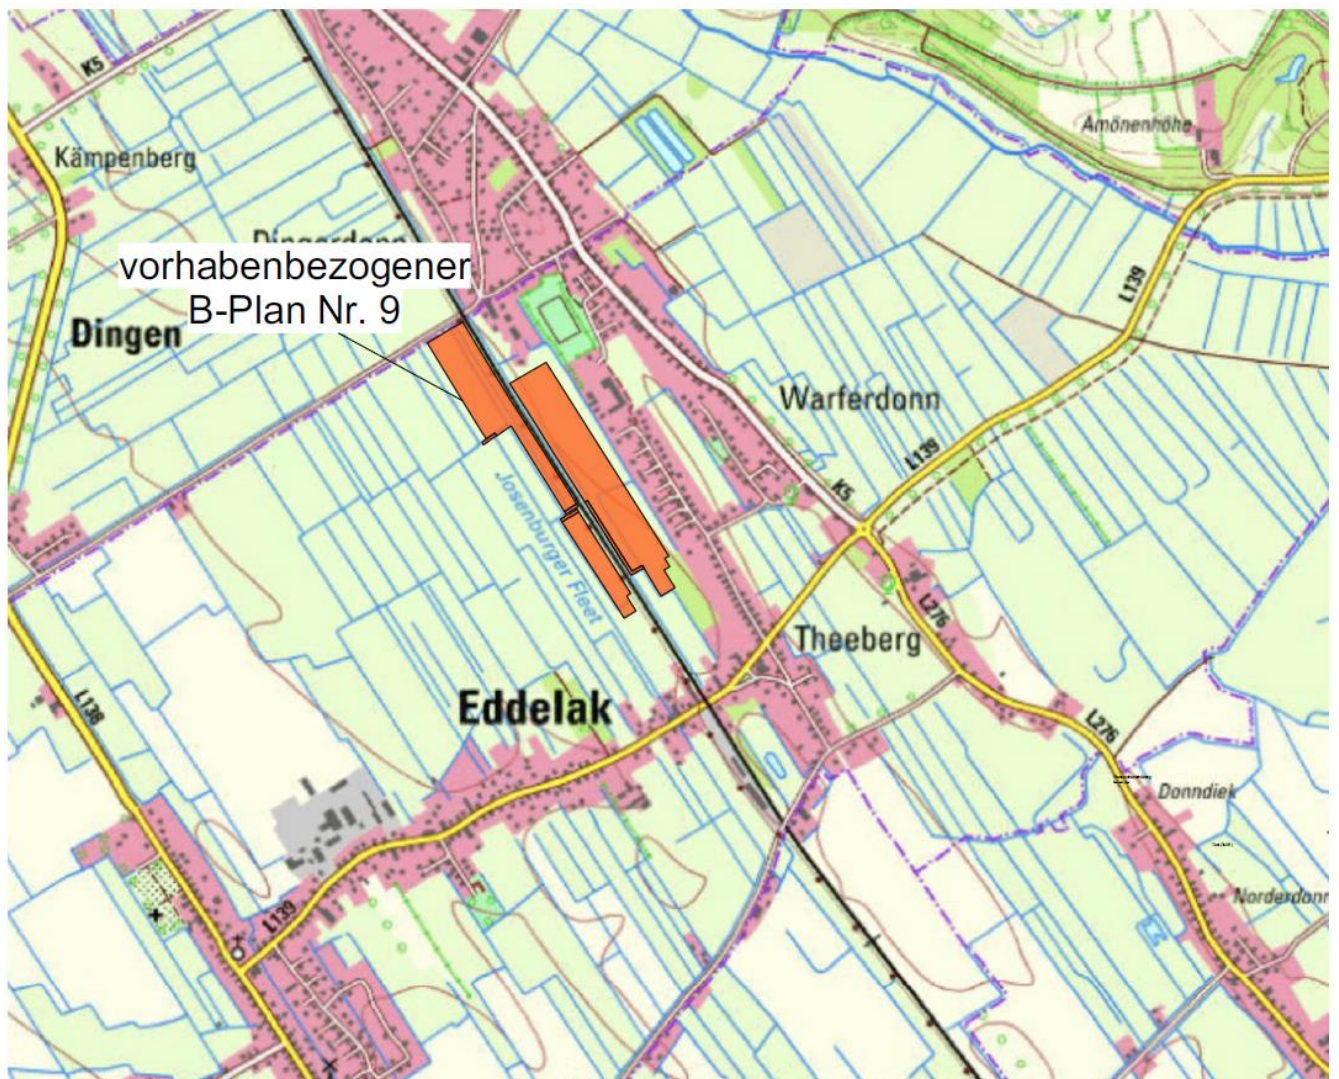 K5
Kämpenberg
Amönenhöhe
vorhabenbezogener
B-Plan Nr. 9
Dingen
L139
Warferdonn
L139
K5
Josenburger Fleet
L276
Theeberg
Eddelak
L138
L276
Donndiek
L139
Norderdonn